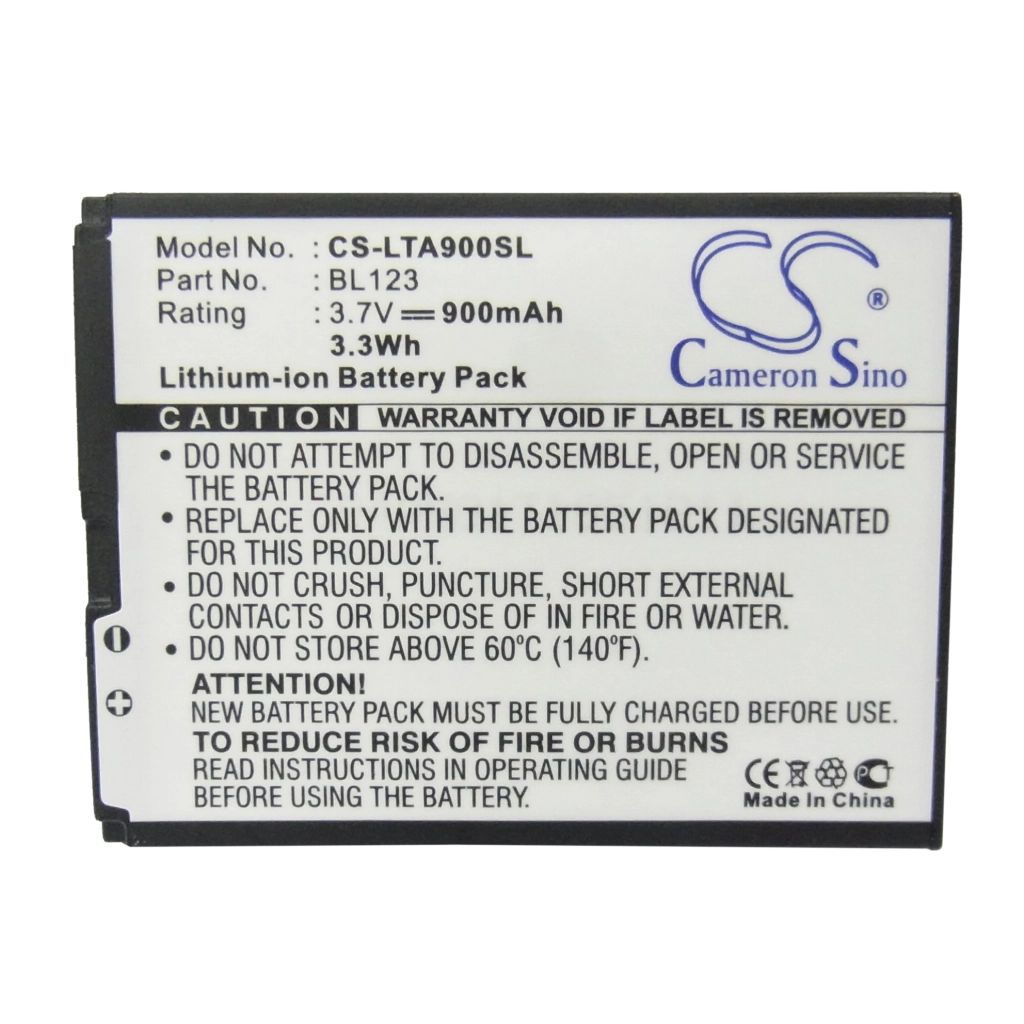 Model No. : CS-LTA900SL
Part No. : BL123
Rating : 3.7V 900mAh
3.3Wh
Lithium-ion Battery Pack
CS ®
Cameron Sino
CAUTION WARRANTY VOID IF LABEL IS REMOVED
• DO NOT ATTEMPT TO DISASSEMBLE, OPEN OR SERVICE
THE BATTERY PACK.
• REPLACE ONLY WITH THE BATTERY PACK DESIGNATED
FOR THIS PRODUCT.
• DO NOT CRUSH, PUNCTURE, SHORT EXTERNAL
CONTACTS OR DISPOSE OF IN FIRE OR WATER.
• DO NOT STORE ABOVE 60°C (140°F).
ATTENTION!
NEW BATTERY PACK MUST BE FULLY CHARGED BEFORE USE.
TO REDUCE RISK OF FIRE OR BURNS
READ INSTRUCTIONS IN OPERATING GUIDE
BEFORE USING THE BATTERY.
CE PCT
Made In China